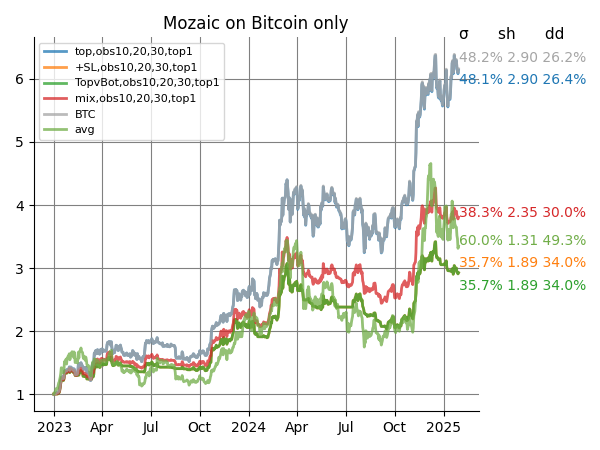 Mozaic on Bitcoin only
σ sh dd
top,obs10,20,30,top1
+SL,obs10,20,30,top1
TopvBot,obs10,20,30,top1
mix,obs10,20,30,top1
BTC
avg
48.2% 2.90 26.2%
48.1% 2.90 26.4%
38.3% 2.35 30.0%
60.0% 1.31 49.3%
35.7% 1.89 34.0%
35.7% 1.89 34.0%
6
5
4
3
2
1
2023 Apr Jul Oct 2024 Apr Jul Oct 2025